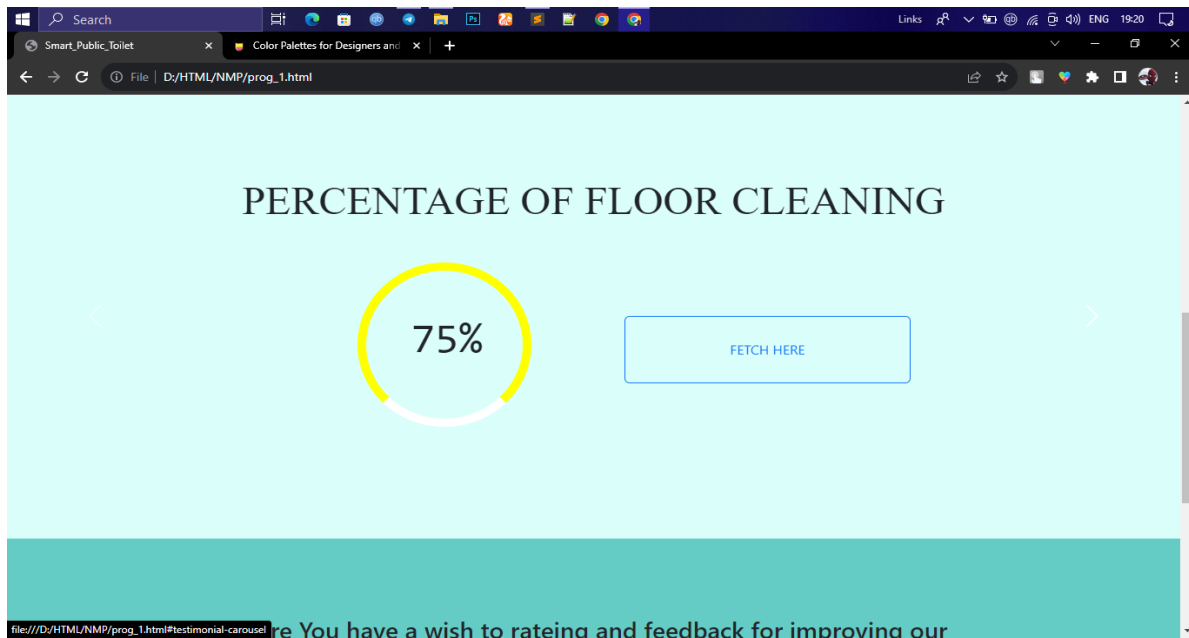 Search
Links
ENG 19:20
Smart_Public_Toilet
Color Palettes for Designers and
File | D:/HTML/NMP/prog_1.html
PERCENTAGE OF FLOOR CLEANING
75%
FETCH HERE
re You have a wish to rateing and feedback for improving our
file:///D:/HTML/NMP/prog_1.html#testimonial-carousel